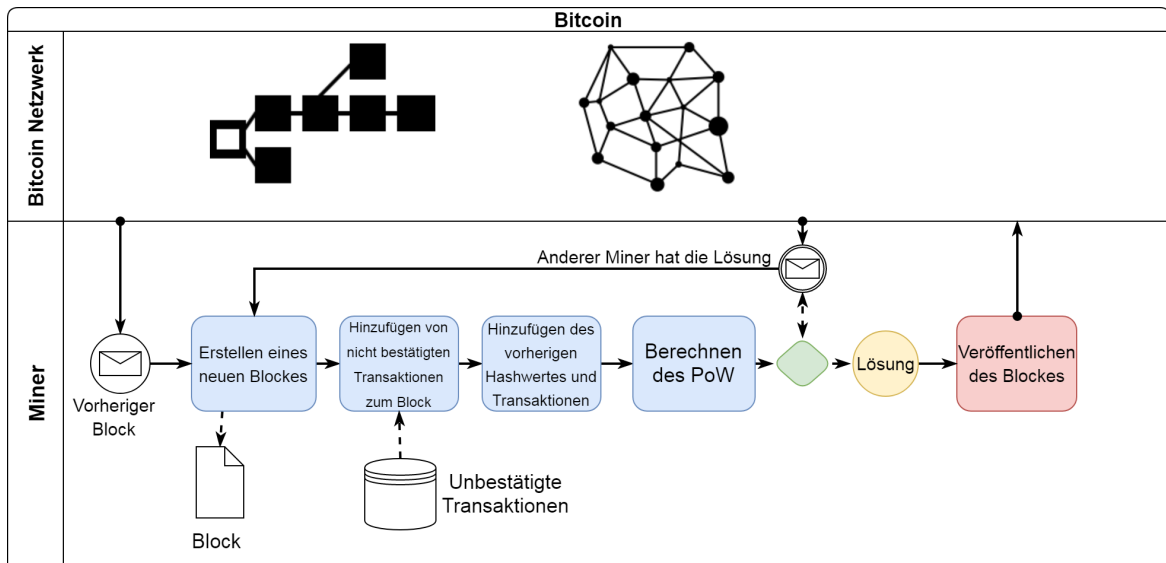 Bitcoin
Bitcoin Netzwerk
Miner
Anderer Miner hat die Lösung
Vorheriger
Block
Erstellen eines
neuen Blockes
Hinzufügen von
nicht bestätigten
Transaktionen
zum Block
Hinzufügen des
vorherigen
Hashwertes und
Transaktionen
Berechnen
des PoW
Lösung
Veröffentlichen
des Blockes
Block
Unbestätigte
Transaktionen